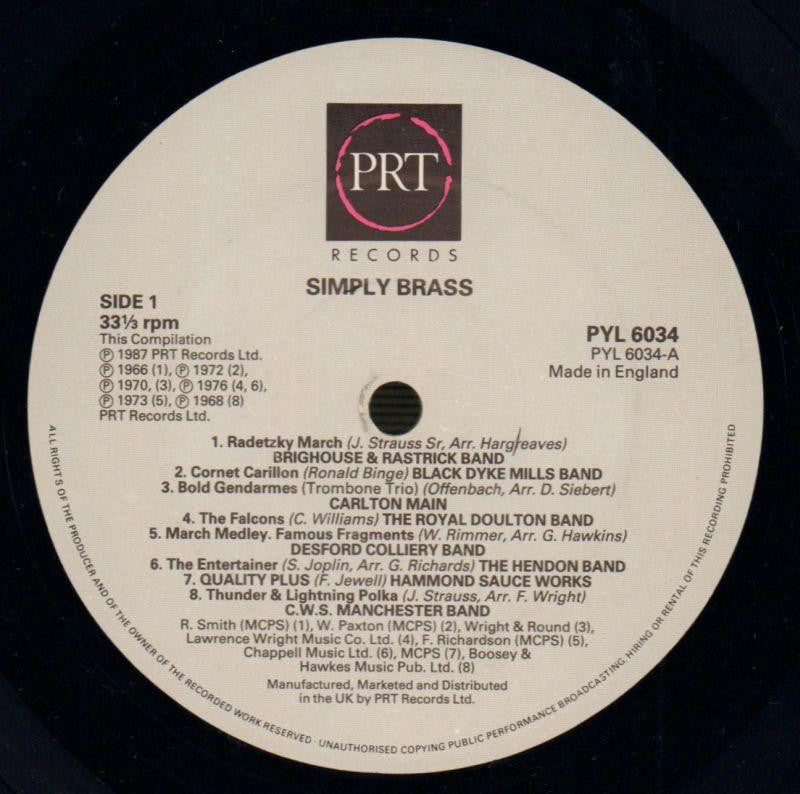 PRT
RECORDS
SIMPLY BRASS
SIDE 1
33⅓ rpm
This Compilation
℗ 1987 PRT Records Ltd.
℗ 1966 (1), ℗ 1972 (2),
℗ 1970, (3), ℗ 1976 (4, 6),
℗ 1973 (5), ℗ 1968 (8)
PRT Records Ltd.
PYL 6034
PYL 6034-A
Made in England
1. Radetzky March (J. Strauss Sr, Arr. Hargreaves)
BRIGHOUSE & RASTRICK BAND
2. Cornet Carillon (Ronald Binge) BLACK DYKE MILLS BAND
3. Bold Gendarmes (Trombone Trio) (Offenbach, Arr. D. Siebert)
CARLTON MAIN
4. The Falcons (C. Williams) THE ROYAL DOULTON BAND
5. March Medley. Famous Fragments (W. Rimmer, Arr. G. Hawkins)
DESFORD COLLIERY BAND
6. The Entertainer (S. Joplin, Arr. G. Richards) THE HENDON BAND
7. QUALITY PLUS (F. Jewell) HAMMOND SAUCE WORKS
8. Thunder & Lightning Polka (J. Strauss, Arr. F. Wright)
C.W.S. MANCHESTER BAND
R. Smith (MCPS) (1), W. Paxton (MCPS) (2), Wright & Round (3),
Lawrence Wright Music Co. Ltd. (4), F. Richardson (MCPS) (5),
Chappell Music Ltd. (6), MCPS (7), Boosey &
Hawkes Music Pub. Ltd. (8)
Manufactured, Marketed and Distributed
in the UK by PRT Records Ltd.
ALL RIGHTS OF THE PRODUCER AND OF THE OWNER OF THE RECORDED WORK RESERVED · UNAUTHORISED COPYING PUBLIC PERFORMANCE BROADCASTING, HIRING OR RENTAL OF THIS RECORDING PROHIBITED